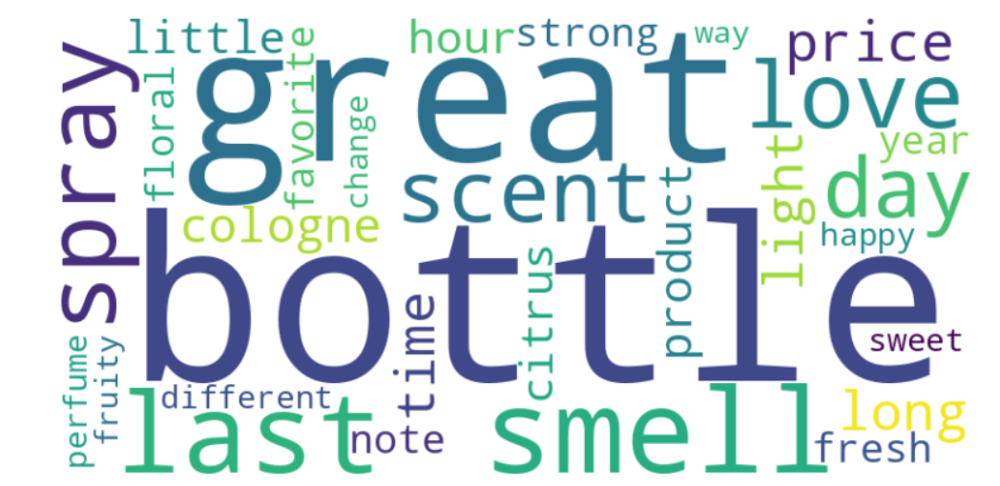 little
hour
strong
way
price
great
love
spray
floral
favorite
change
year
scent
day
light
product
cologne
happy
bottle
citrus
time
sweet
perfume
fruity
different
last
smell
long
note
fresh